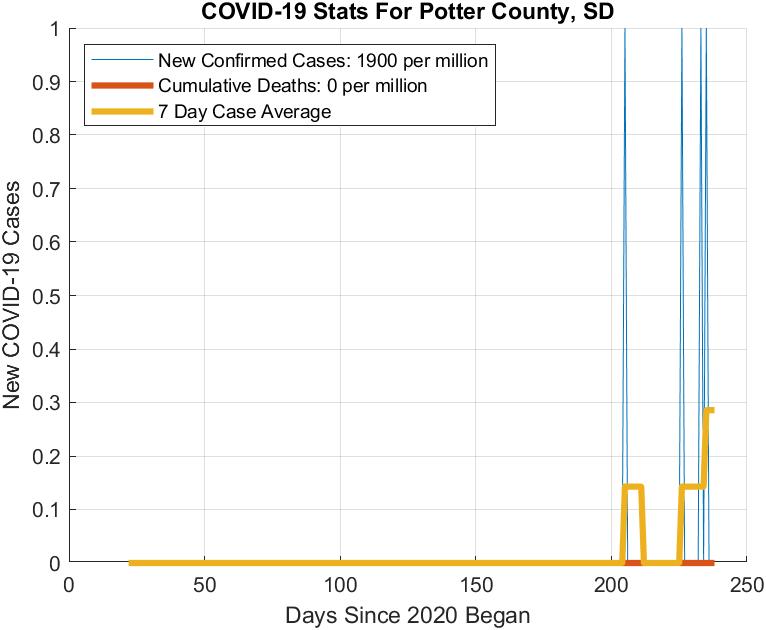 COVID-19 Stats For Potter County, SD
New Confirmed Cases: 1900 per million
Cumulative Deaths: 0 per million
7 Day Case Average
New COVID-19 Cases
1
0.9
0.8
0.7
0.6
0.5
0.4
0.3
0.2
0.1
0
0 50 100 150 200 250
Days Since 2020 Began